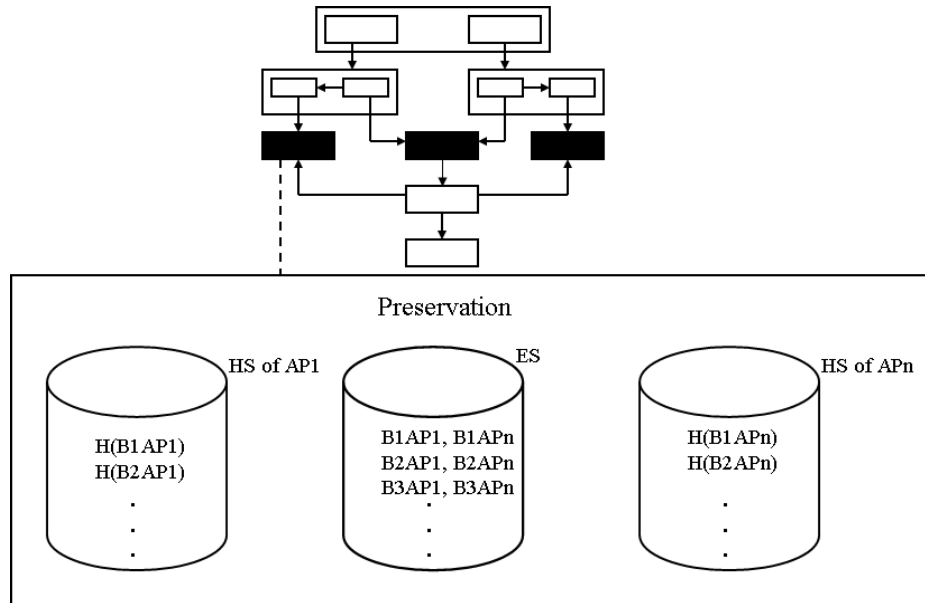 Preservation
HS of AP1
H(B1AP1)
H(B2AP1)
.
.
.
ES
B1AP1, B1APn
B2AP1, B2APn
B3AP1, B3APn
.
.
.
HS of APn
H(B1APn)
H(B2APn)
.
.
.